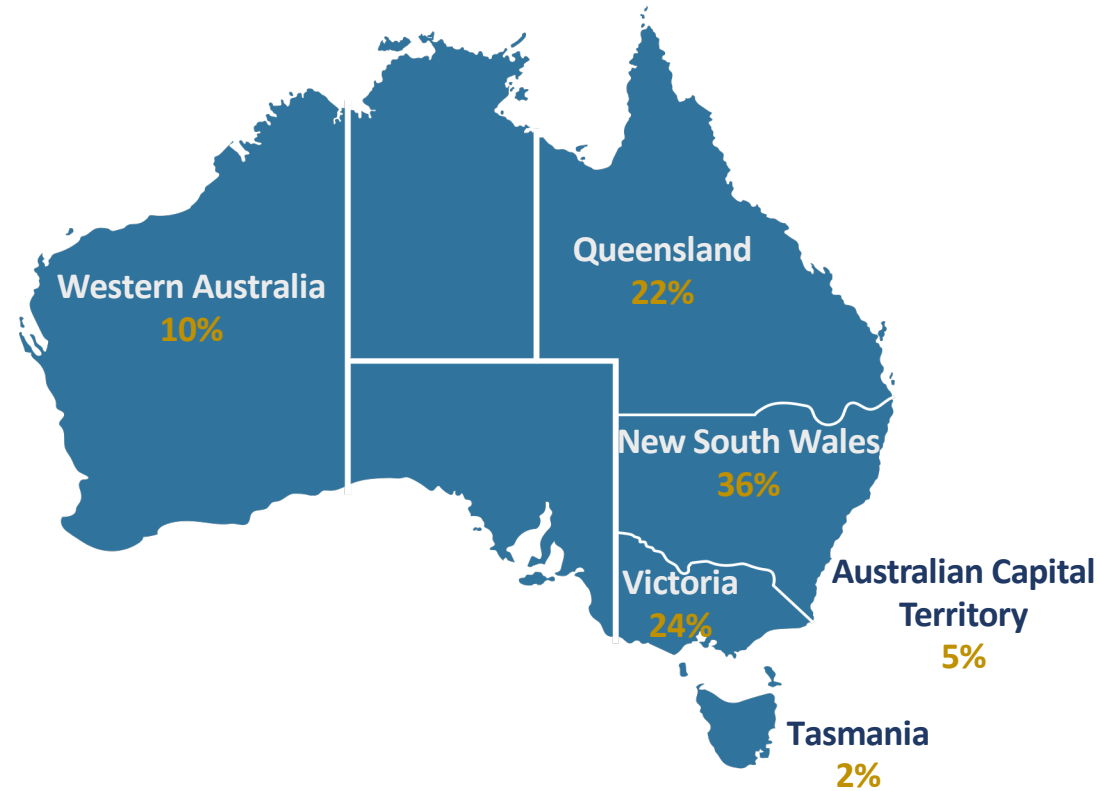 Queensland
22%
Western Australia
10%
New South Wales
36%
Victoria
24%
Australian Capital
Territory
5%
Tasmania
2%